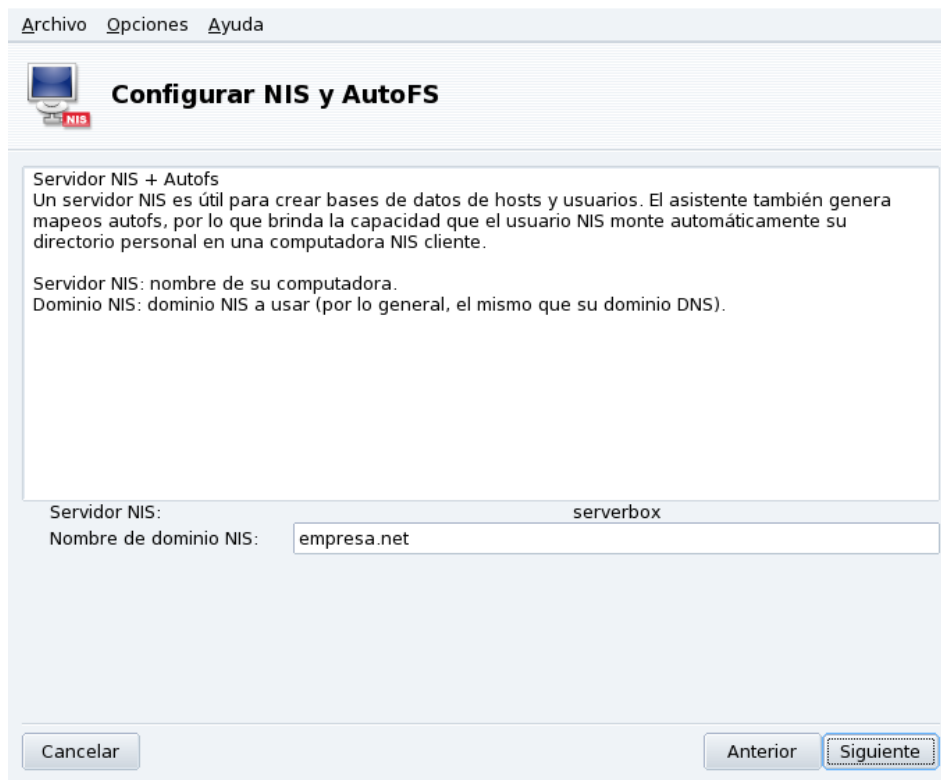 Archivo Opciones Ayuda
NIS
Configurar NIS y AutoFS
Servidor NIS + Autofs
Un servidor NIS es útil para crear bases de datos de hosts y usuarios. El asistente también genera
mapeos autofs, por lo que brinda la capacidad que el usuario NIS monte automáticamente su
directorio personal en una computadora NIS cliente.
Servidor NIS: nombre de su computadora.
Dominio NIS: dominio NIS a usar (por lo general, el mismo que su dominio DNS).
Servidor NIS: serverbox
Nombre de dominio NIS: empresa.net
Cancelar Anterior Siguiente